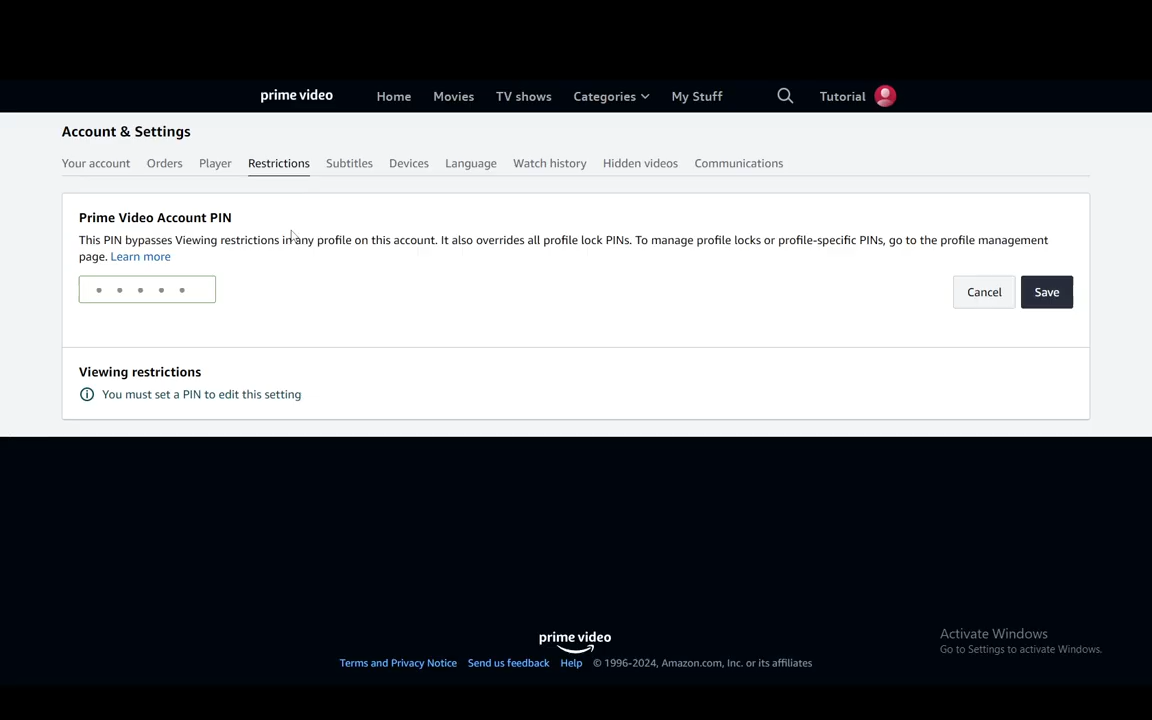 prime video Home Movies TV shows Categories My Stuff Tutorial
Account & Settings
Your account Orders Player Restrictions Subtitles Devices Language Watch history Hidden videos Communications
Prime Video Account PIN
This PIN bypasses Viewing restrictions in any profile on this account. It also overrides all profile lock PINs. To manage profile locks or profile-specific PINs, go to the profile management
page. Learn more
Cancel Save
Viewing restrictions
You must set a PIN to edit this setting
prime video
Activate Windows
Go to Settings to activate Windows.
Terms and Privacy Notice Send us feedback Help © 1996-2024, Amazon.com, Inc. or its affiliates